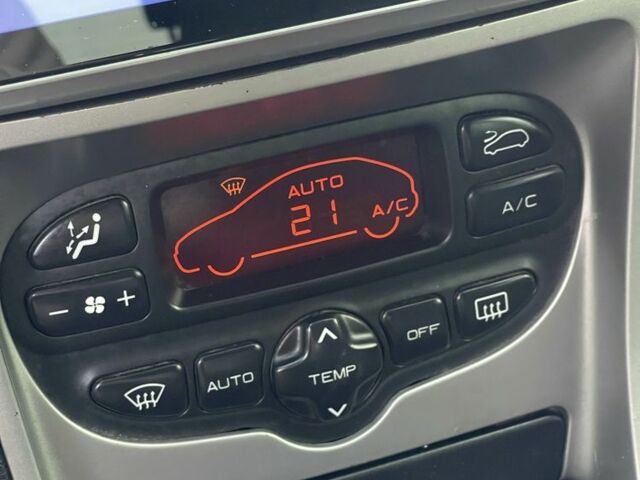 AUTO
21 A/C
A/C
- +
OFF
AUTO
TEMP